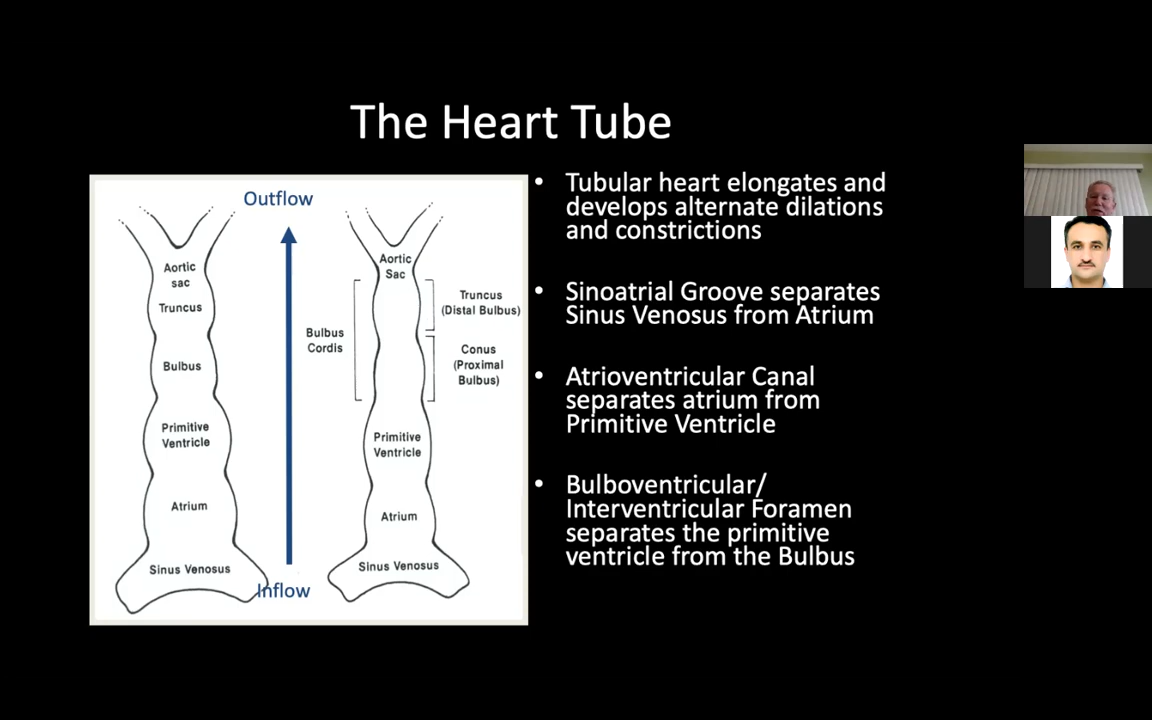 The Heart Tube
Outflow
Aortic
sac
Truncus
Bulbus
Primitive
Ventricle
Atrium
Sinus Venosus
Inflow
Aortic
Sac
Truncus
(Distal Bulbus)
Bulbus
Cordis
Conus
(Proximal
Bulbus)
Primitive
Ventricle
Atrium
Sinus Venosus
• Tubular heart elongates and
develops alternate dilations
and constrictions
• Sinoatrial Groove separates
Sinus Venosus from Atrium
• Atrioventricular Canal
separates atrium from
Primitive Ventricle
• Bulboventricular/
Interventricular Foramen
separates the primitive
ventricle from the Bulbus